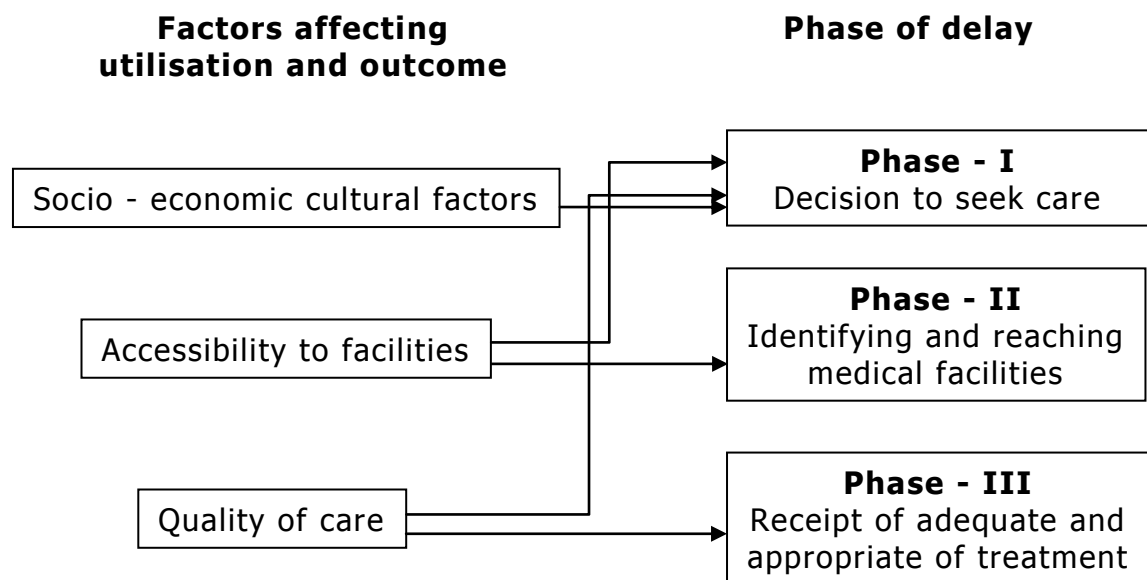 Factors affecting
utilisation and outcome
Phase of delay
Socio - economic cultural factors
Accessibility to facilities
Quality of care
Phase - I
Decision to seek care
Phase - II
Identifying and reaching
medical facilities
Phase - III
Receipt of adequate and
appropriate of treatment